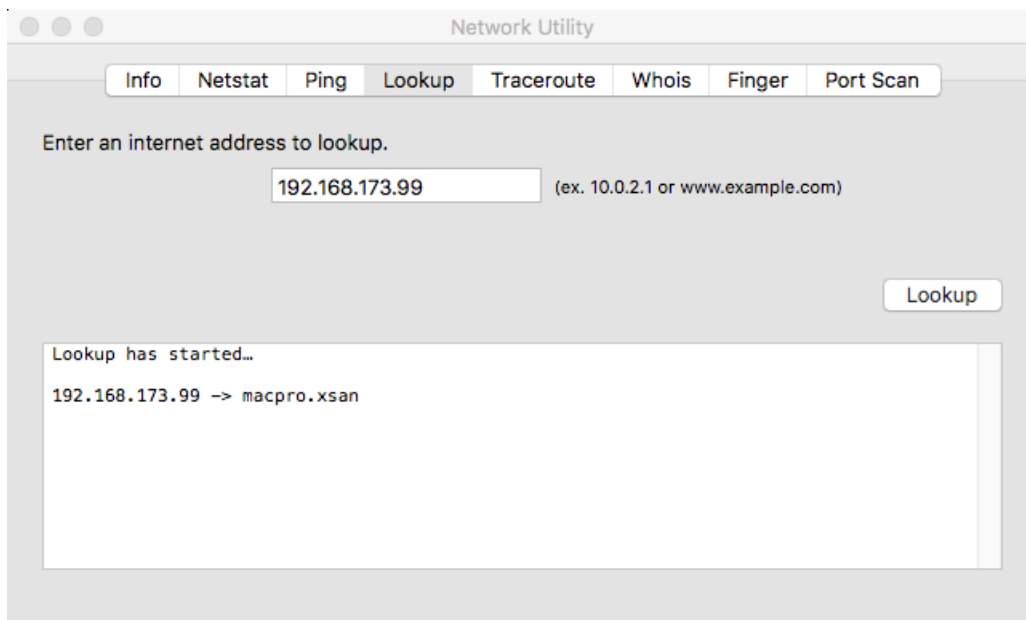 Network Utility
Info Netstat Ping Lookup Traceroute Whois Finger Port Scan
Enter an internet address to lookup.
192.168.173.99 (ex. 10.0.2.1 or www.example.com)
Lookup
Lookup has started…
192.168.173.99 -> macpro.xsan